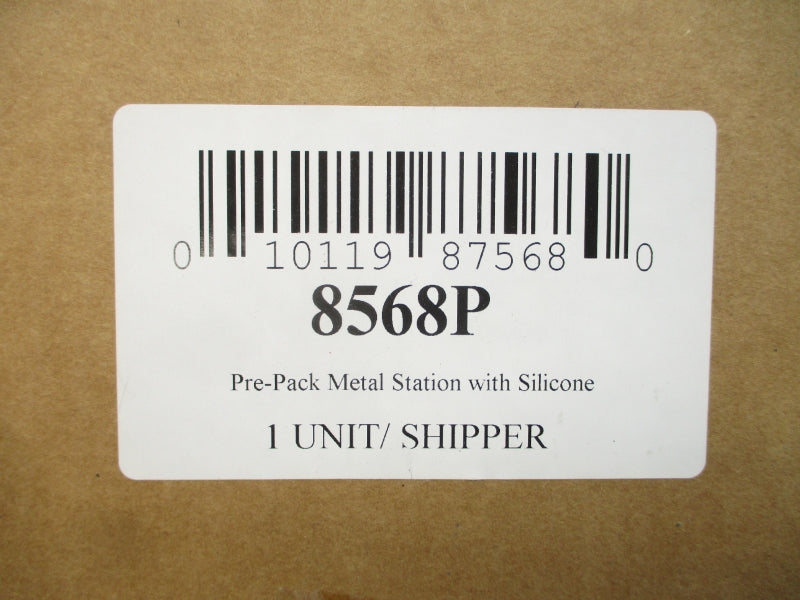 0 10119 87568 0
8568P
Pre-Pack Metal Station with Silicone
1 UNIT/ SHIPPER